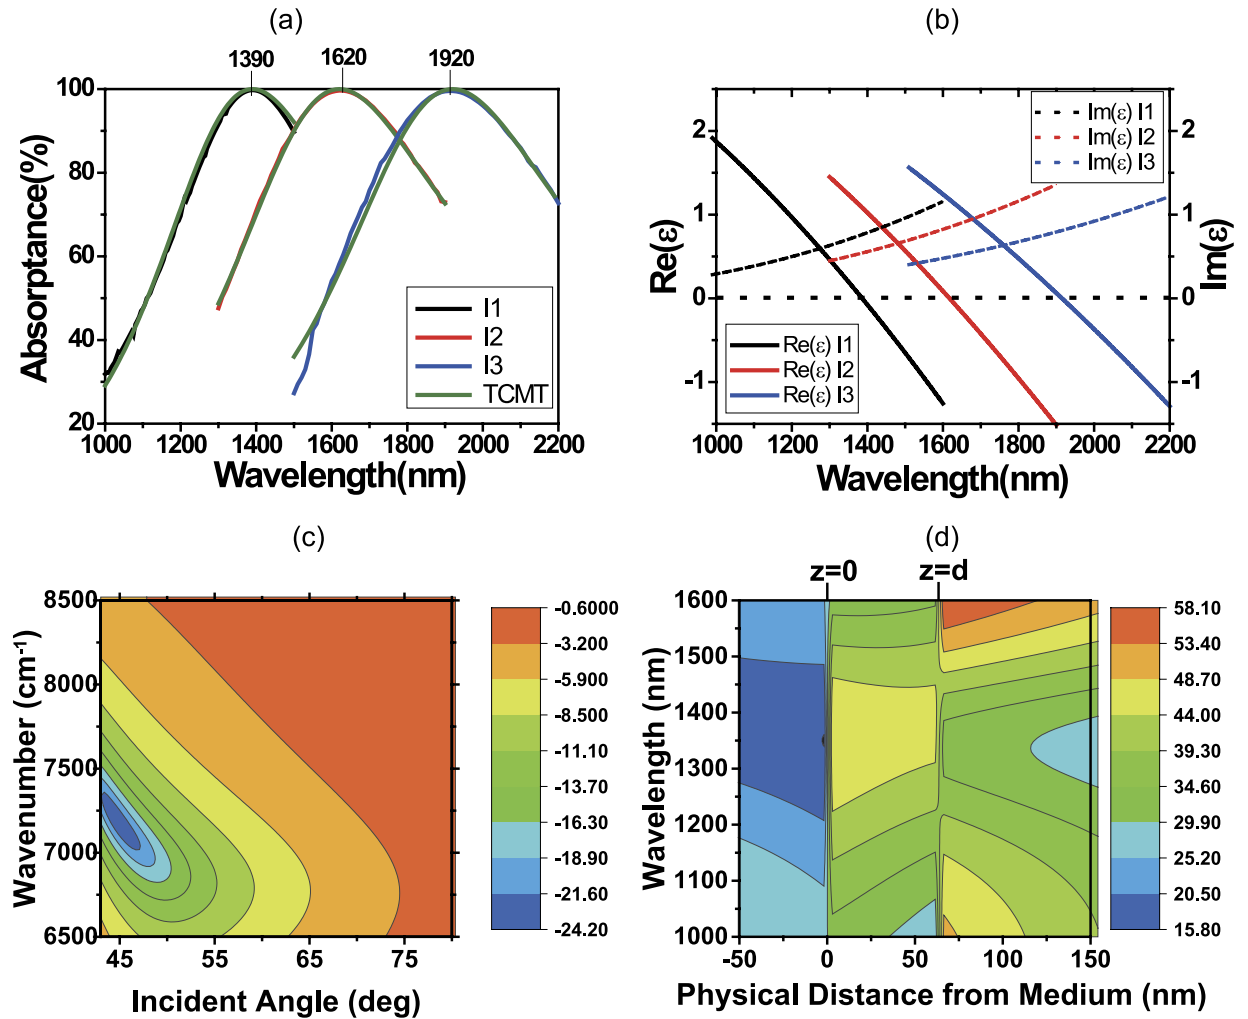 (a)
1390 1620 1920
100
80
60
40
20
Absorptance(%)
I1
I2
I3
TCMT
1000 1200 1400 1600 1800 2000 2200
Wavelength(nm)
(b)
2
1
0
-1
Re(ε)
Im(ε) I1
Im(ε) I2
Im(ε) I3
Re(ε) I1
Re(ε) I2
Re(ε) I3
2
1
0
-1
Im(ε)
1000 1200 1400 1600 1800 2000 2200
Wavelength(nm)
(c)
8500
8000
7500
7000
6500
Wavenumber (cm⁻¹)
45 55 65 75
Incident Angle (deg)
-0.6000
-3.200
-5.900
-8.500
-11.10
-13.70
-16.30
-18.90
-21.60
-24.20
(d)
z=0 z=d
1600
1500
1400
1300
1200
1100
1000
Wavelength (nm)
-50 0 50 100 150
Physical Distance from Medium (nm)
58.10
53.40
48.70
44.00
39.30
34.60
29.90
25.20
20.50
15.80